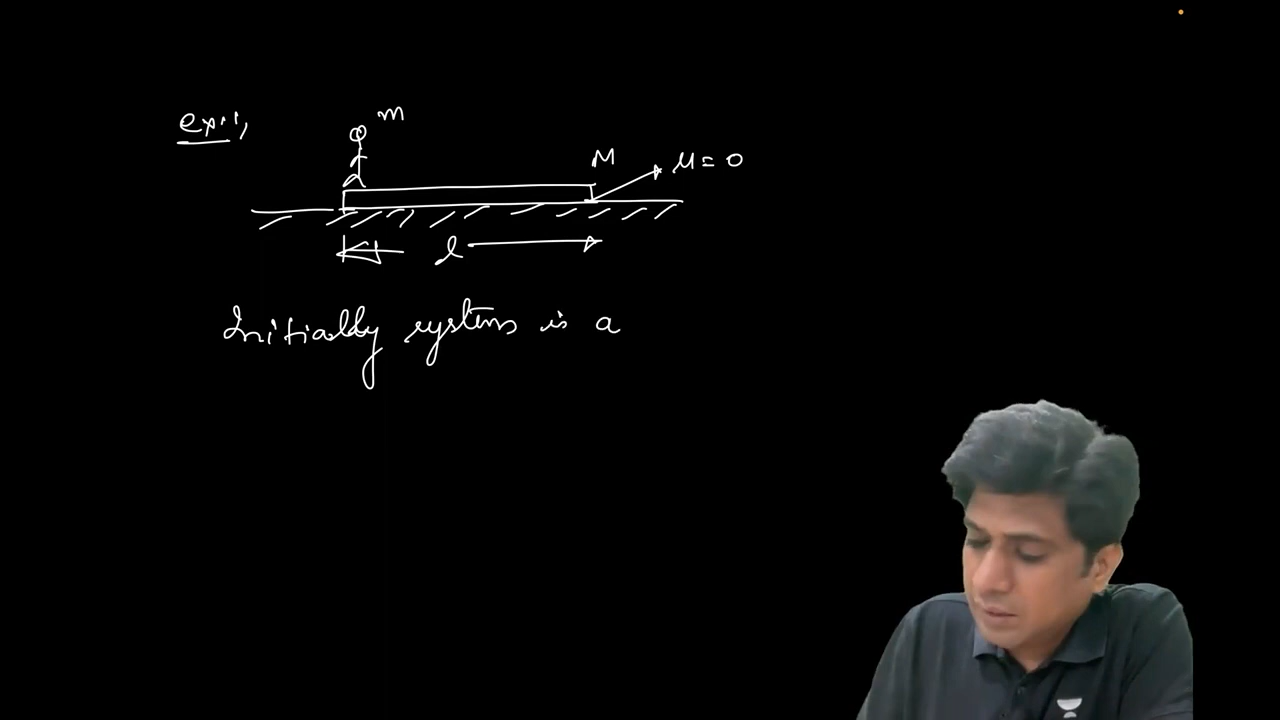 ex:-1,
m
M
μ = 0
l
Initially system is a